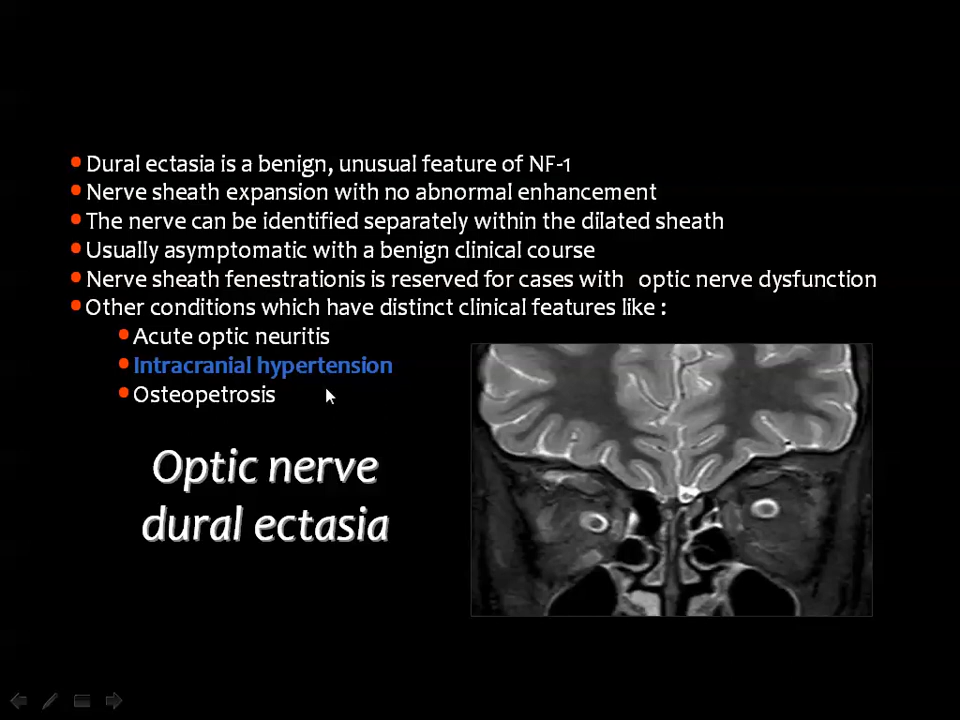 Dural ectasia is a benign, unusual feature of NF-1
Nerve sheath expansion with no abnormal enhancement
The nerve can be identified separately within the dilated sheath
Usually asymptomatic with a benign clinical course
Nerve sheath fenestrationis is reserved for cases with optic nerve dysfunction
Other conditions which have distinct clinical features like :
Acute optic neuritis
Intracranial hypertension
Osteopetrosis
Optic nerve
dural ectasia